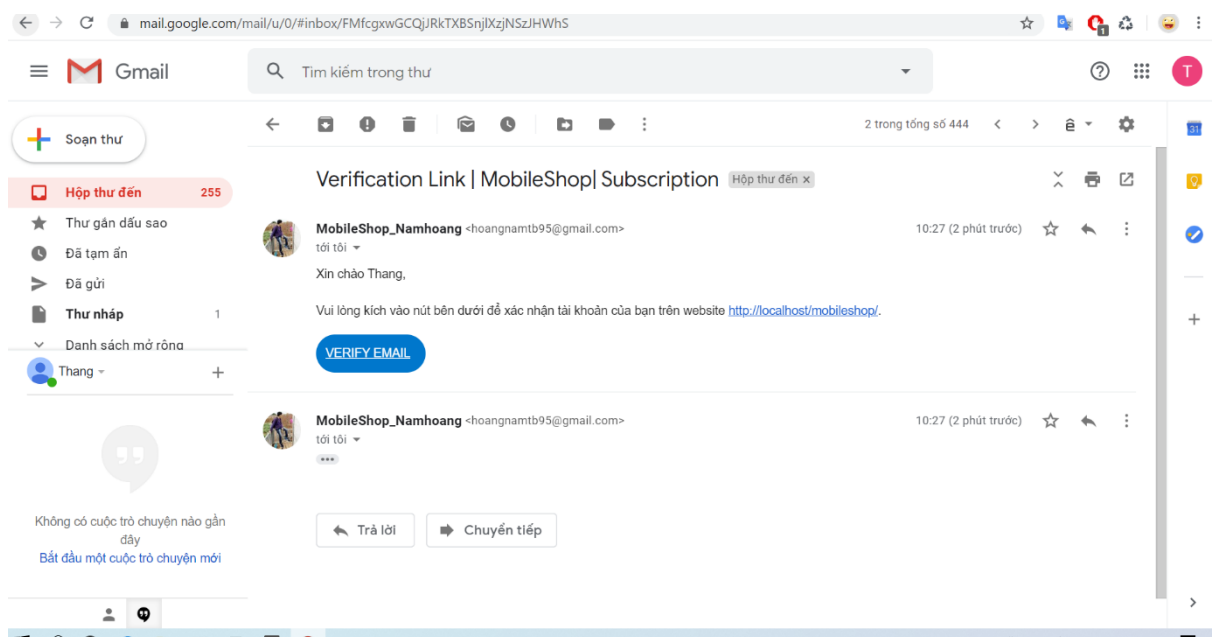 mail.google.com/mail/u/0/#inbox/FMfcgxwGCQjJRkTXBSnjlXzjNSzJHWhS
1
Gmail
Tìm kiếm trong thư
T
Soạn thư
2 trong tổng số 444
ê
31
Verification Link | MobileShop| Subscription
Hộp thư đến x
Hộp thư đến 255
Thư gắn dấu sao
Đã tạm ẩn
Đã gửi
Thư nháp 1
Danh sách mở rộng
MobileShop_Namhoang <hoangnamtb95@gmail.com>
10:27 (2 phút trước)
tới tôi
Xin chào Thang,
Vui lòng kích vào nút bên dưới để xác nhận tài khoản của bạn trên website http://localhost/mobileshop/.
VERIFY EMAIL
Thang
MobileShop_Namhoang <hoangnamtb95@gmail.com>
10:27 (2 phút trước)
tới tôi
Không có cuộc trò chuyện nào gần
đây
Bắt đầu một cuộc trò chuyện mới
Trả lời
Chuyển tiếp